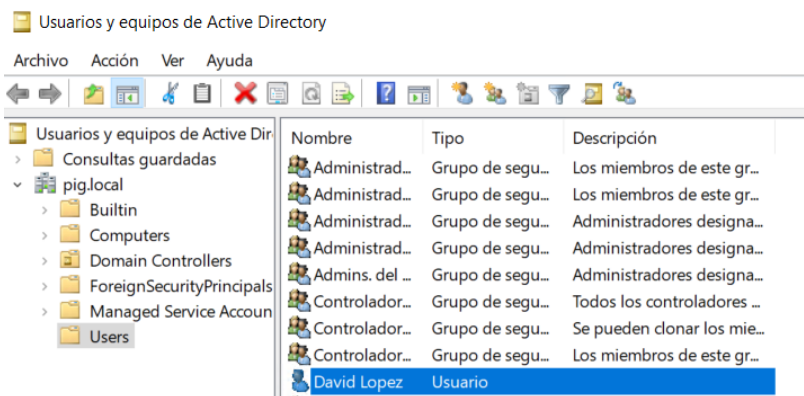 Usuarios y equipos de Active Directory
Archivo Acción Ver Ayuda
Usuarios y equipos de Active Dir
Consultas guardadas
pig.local
Builtin
Computers
Domain Controllers
ForeignSecurityPrincipals
Managed Service Accoun
Users
Nombre Tipo Descripción
Administrad... Grupo de segu... Los miembros de este gr...
Administrad... Grupo de segu... Los miembros de este gr...
Administrad... Grupo de segu... Administradores designa...
Administrad... Grupo de segu... Administradores designa...
Admins. del ... Grupo de segu... Administradores designa...
Controlador... Grupo de segu... Todos los controladores ...
Controlador... Grupo de segu... Se pueden clonar los mie...
Controlador... Grupo de segu... Los miembros de este gr...
David Lopez Usuario